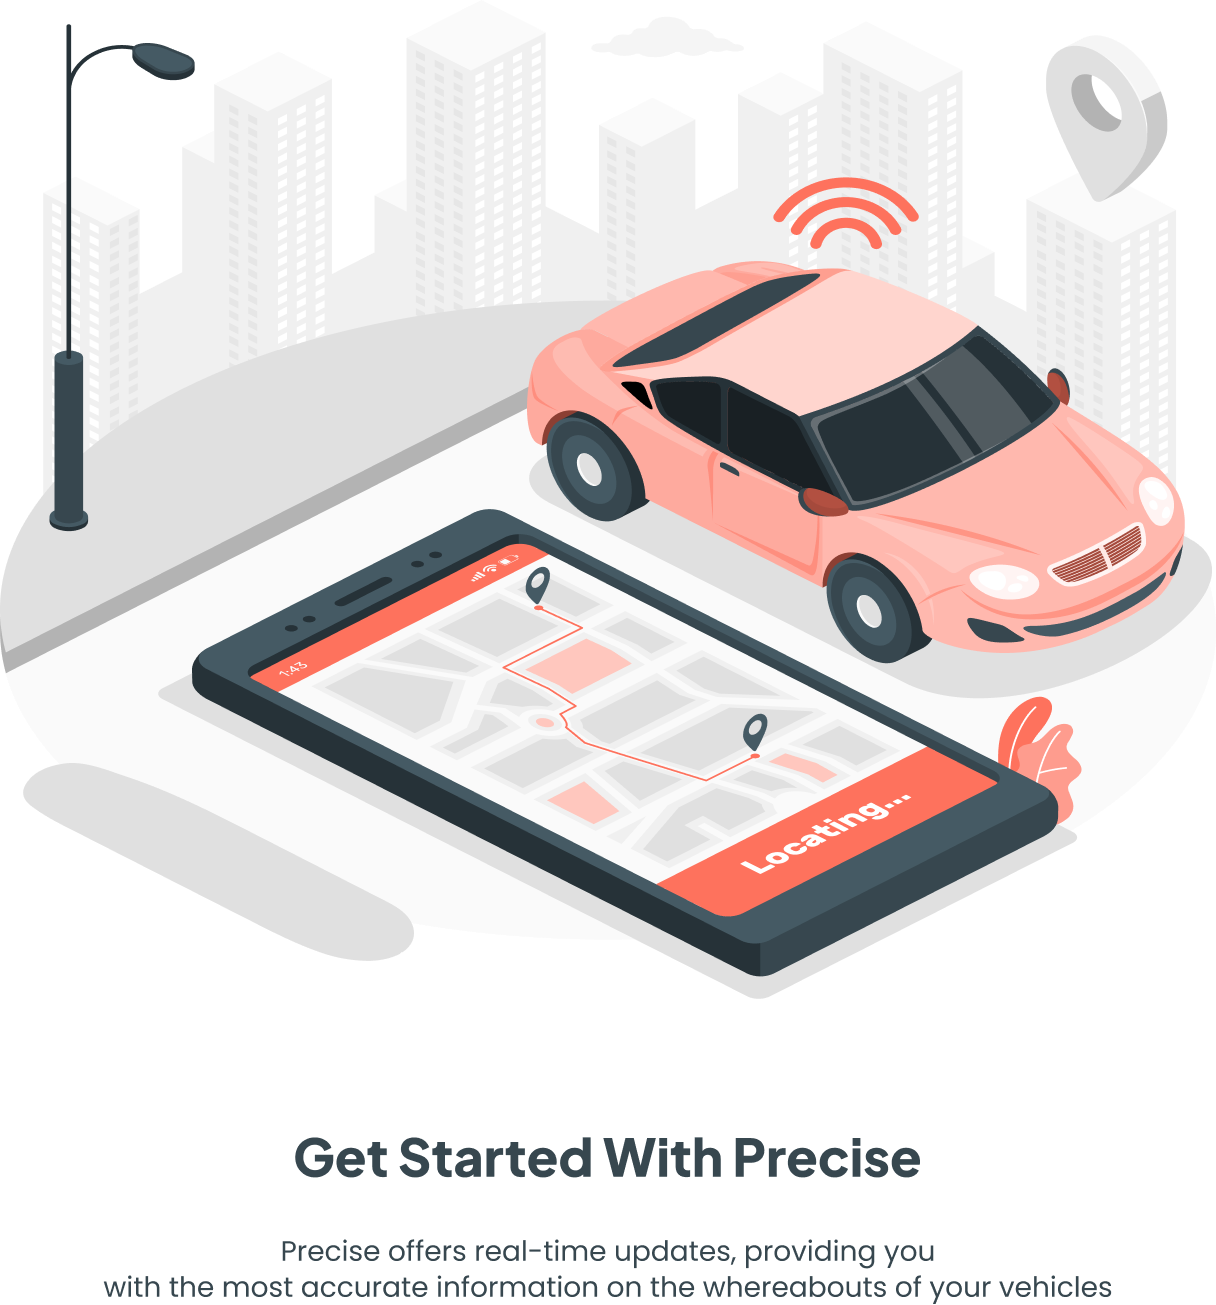 1:43
Locating...
Get Started With Precise
Precise offers real-time updates, providing you
with the most accurate information on the whereabouts of your vehicles